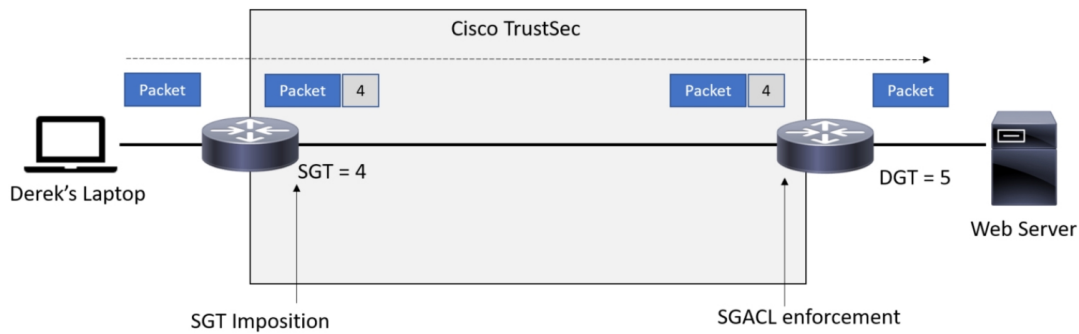 Cisco TrustSec
Packet
Packet 4
Packet 4
Packet
SGT = 4
DGT = 5
Derek's Laptop
Web Server
SGT Imposition
SGACL enforcement